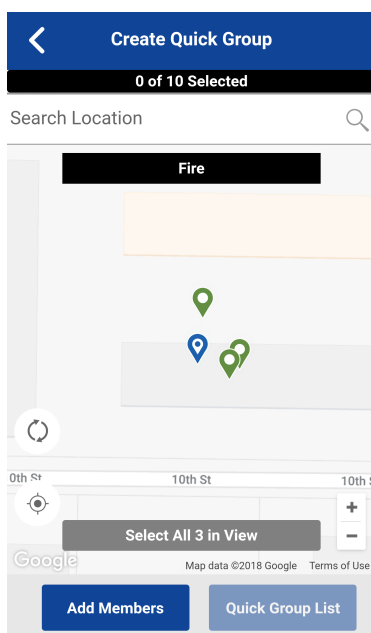 Create Quick Group
0 of 10 Selected
Search Location
Fire
0th St
10th St
10th
Select All 3 in View
Google
Map data ©2018 Google Terms of Use
Add Members
Quick Group List